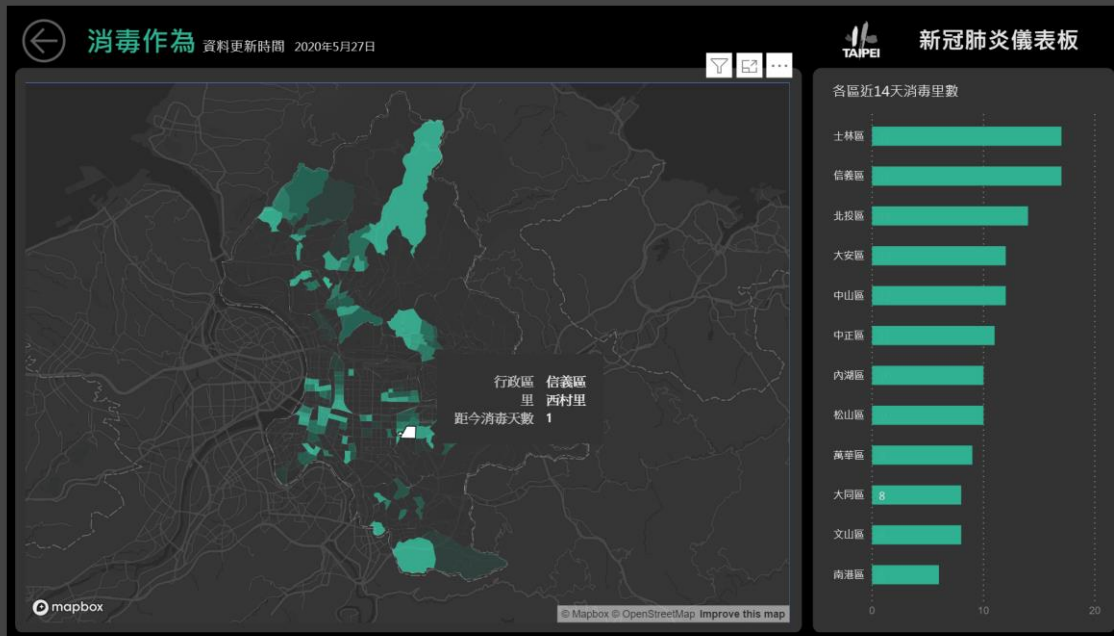 消毒作為 資料更新時間 2020年5月27日
TAIPEI
新冠肺炎儀表板
行政區 信義區
里 西村里
距今消毒天數 1
mapbox
© Mapbox © OpenStreetMap Improve this map
各區近14天消毒里數
士林區
信義區
北投區
大安區
中山區
中正區
內湖區
松山區
萬華區
大同區 8
文山區
南港區
0 10 20